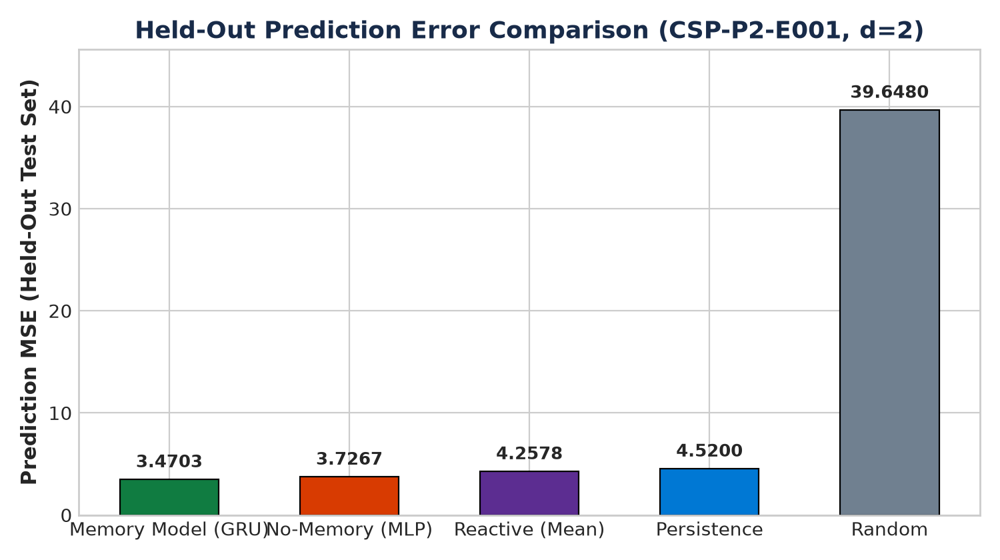 Held-Out Prediction Error Comparison (CSP-P2-E001, d=2)
Prediction MSE (Held-Out Test Set)
40
30
20
10
0
3.4703
3.7267
4.2578
4.5200
39.6480
Memory Model (GRU)
No-Memory (MLP)
Reactive (Mean)
Persistence
Random